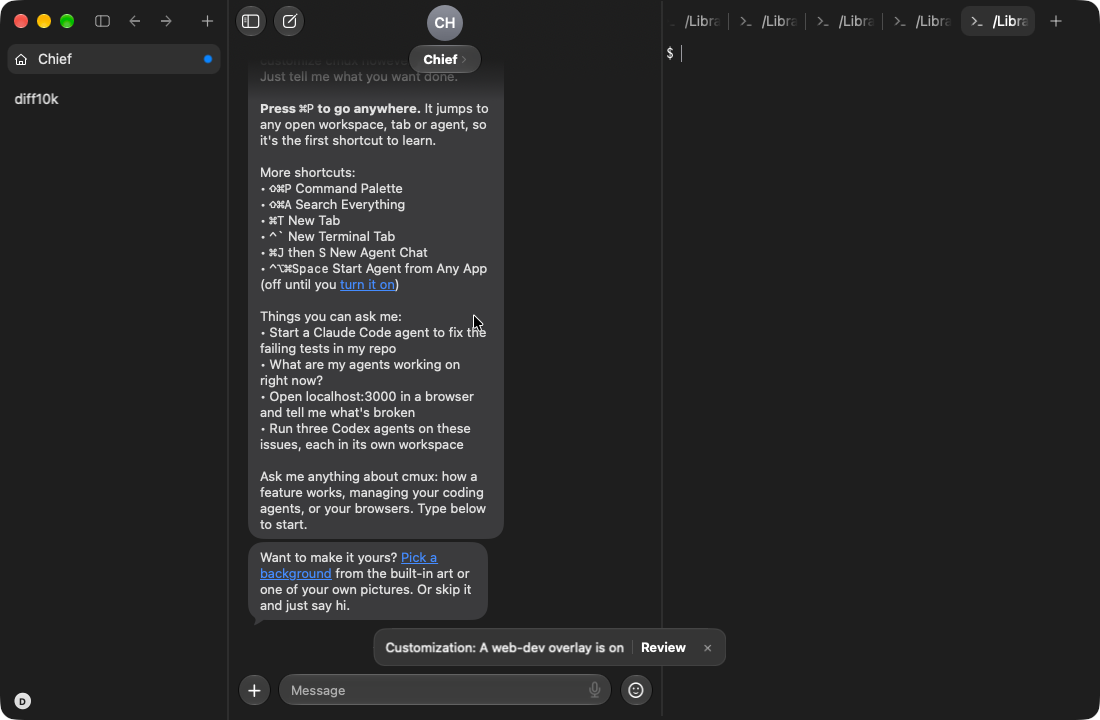 Chief
diff10k
D
CH
Chief
Just tell me what you want done.
Press ⌘P to go anywhere. It jumps to
any open workspace, tab or agent, so
it's the first shortcut to learn.
More shortcuts:
• ⇧⌘P Command Palette
• ⇧⌘A Search Everything
• ⌘T New Tab
• ^` New Terminal Tab
• ⌘J then S New Agent Chat
• ^⌥⌘Space Start Agent from Any App
(off until you turn it on)
Things you can ask me:
• Start a Claude Code agent to fix the
failing tests in my repo
• What are my agents working on
right now?
• Open localhost:3000 in a browser
and tell me what's broken
• Run three Codex agents on these
issues, each in its own workspace
Ask me anything about cmux: how a
feature works, managing your coding
agents, or your browsers. Type below
to start.
Want to make it yours? Pick a
background from the built-in art or
one of your own pictures. Or skip it
and just say hi.
Customization: A web-dev overlay is on Review ×
Message
/Libra >_ /Libra >_ /Libra >_ /Libra >_ /Libra
$